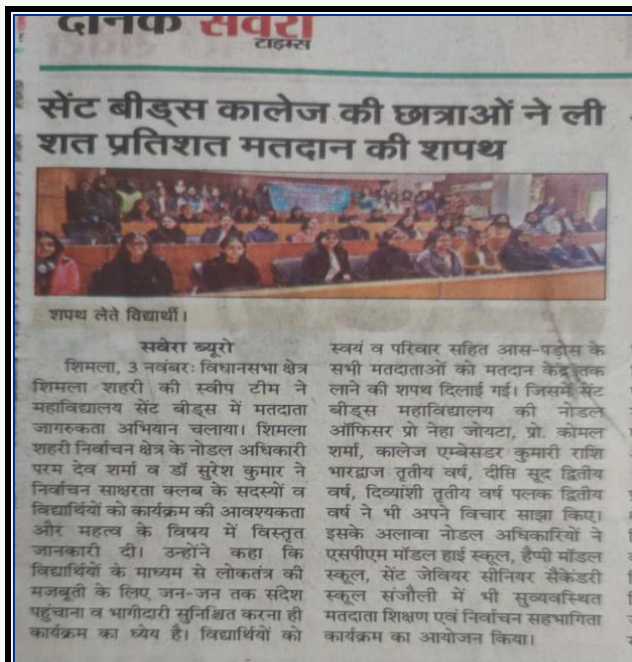 दैनिक सवेरा
टाइम्स
सेंट बीड्स कालेज की छात्राओं ने ली
शत प्रतिशत मतदान की शपथ
शपथ लेते विद्यार्थी।
सबेरा ब्यूरो
शिमला, 3 नवंबरः विधानसभा क्षेत्र
शिमला शहरी की स्वीप टीम ने
महाविद्यालय सेंट बीड्स में मतदाता
जागरुकता अभियान चलाया। शिमला
शहरी निर्वाचन क्षेत्र के नोडल अधिकारी
परम देव शर्मा व डॉ सुरेश कुमार ने
निर्वाचन साक्षरता क्लब के सदस्यों व
विद्यार्थियों को कार्यक्रम की आवश्यकता
और महत्व के विषय में विस्तृत
जानकारी दी। उन्होंने कहा कि
विद्यार्थियों के माध्यम से लोकतंत्र की
मजबूती के लिए जन-जन तक संदेश
पहुंचाना व भागीदारी सुनिश्चित करना ही
कार्यक्रम का ध्येय है। विद्यार्थियों को
स्वयं व परिवार सहित आस-पड़ोस के
सभी मतदाताओं को मतदान केंद्र तक
लाने की शपथ दिलाई गई। जिसमें सेंट
बीड्स महाविद्यालय की नोडल
ऑफिसर प्रो नेहा जोयटा, प्रो. कोमल
शर्मा, कालेज एम्बेसडर कुमारी राशि
भारद्वाज तृतीय वर्ष, दीप्ति सूद द्वितीय
वर्ष, दिव्यांशी तृतीय वर्ष पलक द्वितीय
वर्ष ने भी अपने विचार साझा किए।
इसके अलावा नोडल अधिकारियों ने
एसपीएम मॉडल हाई स्कूल, हैप्पी मॉडल
स्कूल, सेंट जेवियर सीनियर सैकेडरी
स्कूल संजौली में भी सुव्यवस्थित
मतदाता शिक्षण एवं निर्वाचन सहभागिता
कार्यक्रम का आयोजन किया।